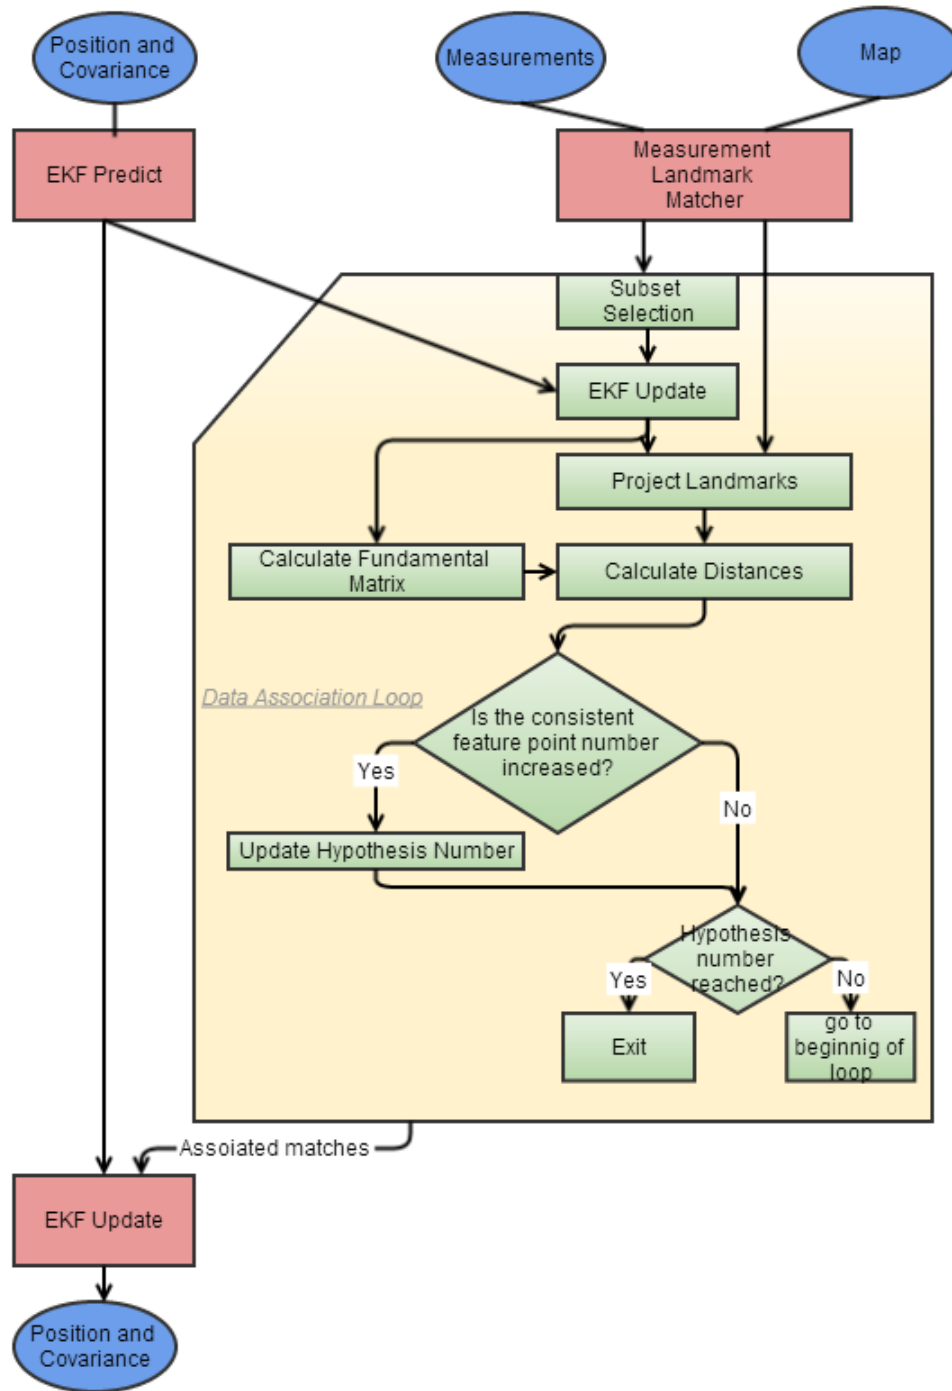 Position and
Covariance
Measurements
Map
EKF Predict
Measurement
Landmark
Matcher
Subset
Selection
EKF Update
Project Landmarks
Calculate Fundamental
Matrix
Calculate Distances
Data Association Loop
Is the consistent
feature point number
increased?
Yes
No
Update Hypothesis Number
Hypothesis
number
reached?
Yes
No
Exit
go to
beginnig of
loop
Assoiated matches
EKF Update
Position and
Covariance